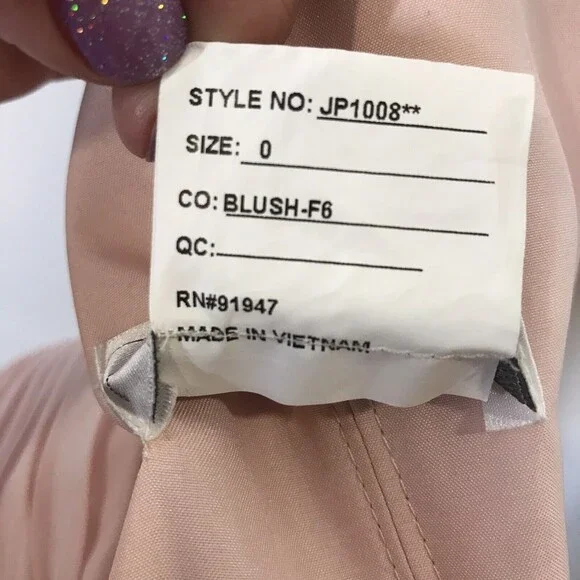 STYLE NO: JP1008**
SIZE: 0
CO: BLUSH-F6
QC:
RN#91947
MADE IN VIETNAM